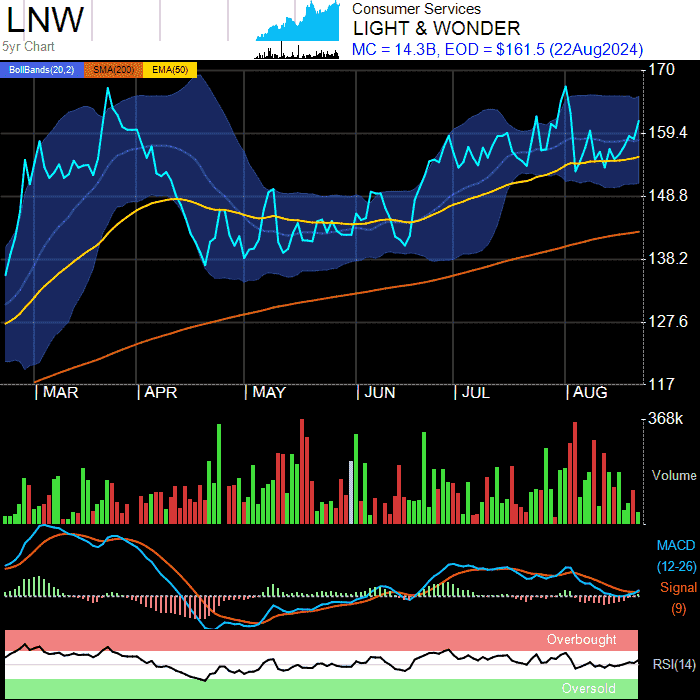 LNW
5yr Chart
Consumer Services
LIGHT & WONDER
MC = 14.3B, EOD = $161.5 (22Aug2024)
BollBands(20,2) SMA(200) EMA(50)
170
159.4
148.8
138.2
127.6
117
MAR APR MAY JUN JUL AUG
368k
Volume
MACD
(12-26)
Signal
(9)
Overbought
RSI(14)
Oversold